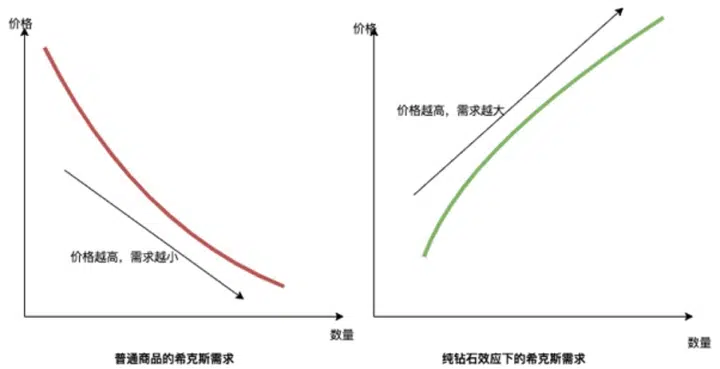 价格
价格越高，需求越小
数量
普通商品的希克斯需求
价格
价格越高，需求越大
数量
纯钻石效应下的希克斯需求